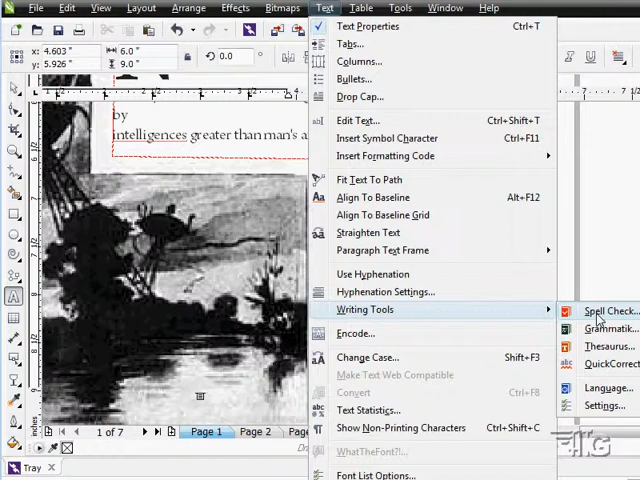 File Edit View Layout Arrange Effects Bitmaps Text Table Tools Window Help
x: 4.603" 6.0"
y: 5.926" 9.0"
0.0
Text Properties Ctrl+T
Tabs...
Columns...
Bullets...
Drop Cap...
by
Edit Text... Ctrl+Shift+T
intelligences greater than man's a
Insert Symbol Character Ctrl+F11
Insert Formatting Code
Fit Text To Path
Align To Baseline Alt+F12
Align To Baseline Grid
Straighten Text
Paragraph Text Frame
Use Hyphenation
Hyphenation Settings...
Writing Tools
Spell Check...
Grammatik...
Encode...
Thesaurus...
Change Case... Shift+F3
QuickCorrect
Make Text Web Compatible
Convert Ctrl+F8
Language...
Text Statistics...
Settings...
Show Non-Printing Characters Ctrl+Shift+C
1 of 7 Page 1 Page 2 Pa
WhatTheFont?!...
inches
Tray
Font List Options...